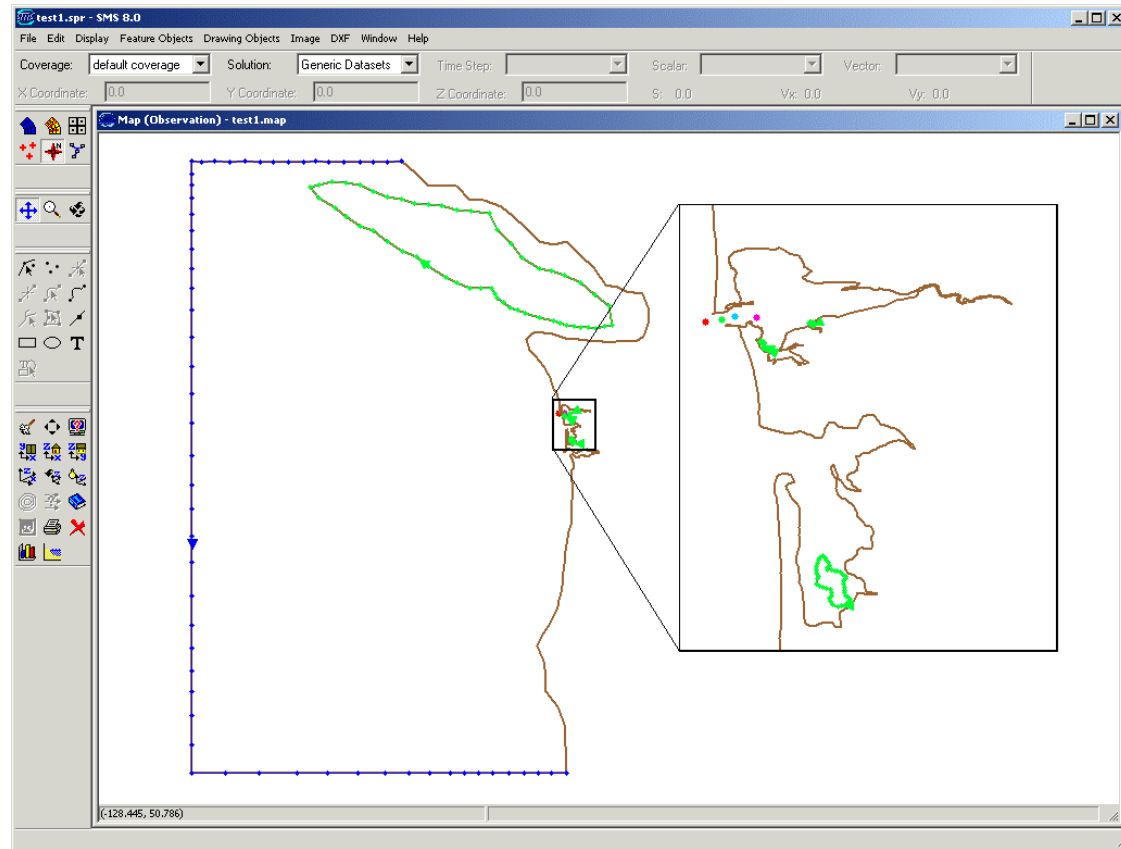 test1.spr - SMS 8.0
File Edit Display Feature Objects Drawing Objects Image DXF Window Help
Coverage: default coverage Solution: Generic Datasets Time Step: Scalar: Vector:
X Coordinate: 0.0 Y Coordinate: 0.0 Z Coordinate: 0.0 S: 0.0 Vx: 0.0 Vy: 0.0
Map (Observation) - test1.map
N
T
(-128.445, 50.786)